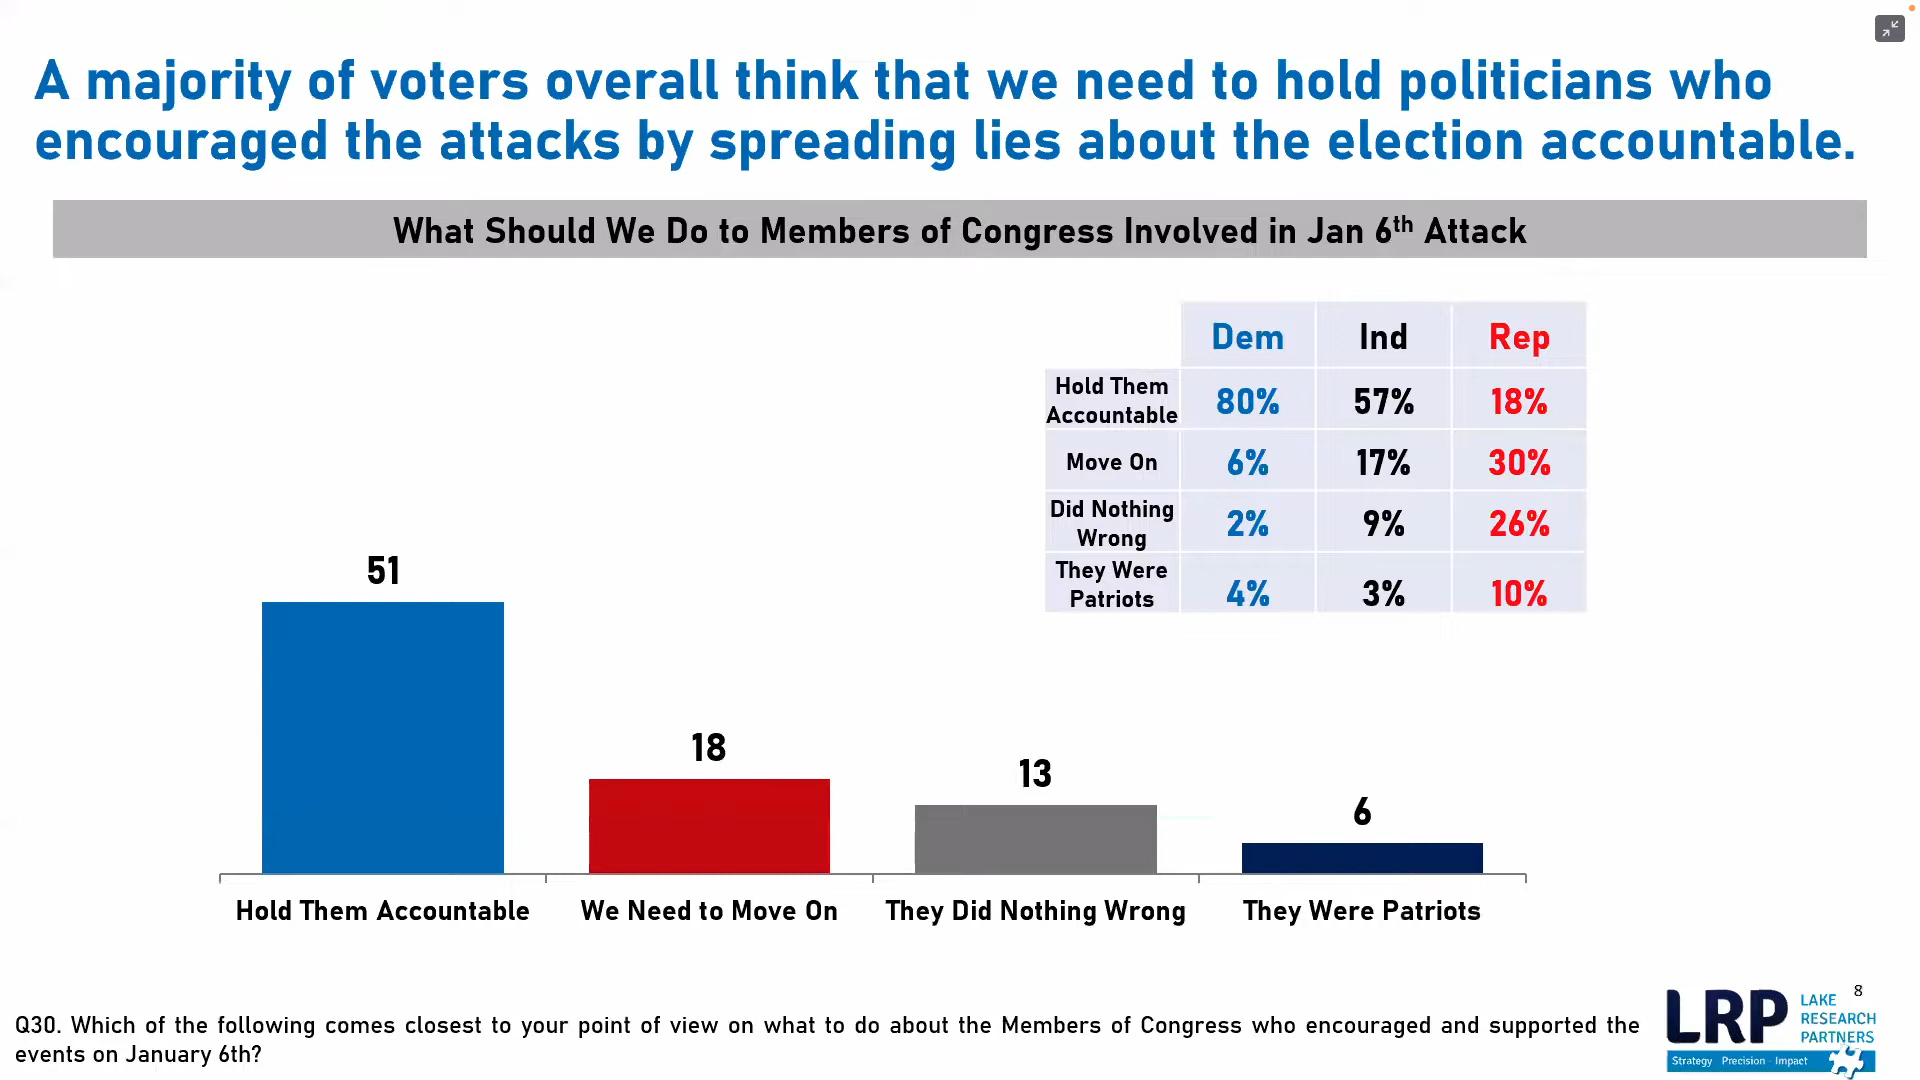 A majority of voters overall think that we need to hold politicians who
encouraged the attacks by spreading lies about the election accountable.
What Should We Do to Members of Congress Involved in Jan 6th Attack
Dem Ind Rep
Hold Them
Accountable 80% 57% 18%
Move On 6% 17% 30%
Did Nothing
Wrong 2% 9% 26%
They Were
Patriots 4% 3% 10%
51
18
13
6
Hold Them Accountable We Need to Move On They Did Nothing Wrong They Were Patriots
Q30. Which of the following comes closest to your point of view on what to do about the Members of Congress who encouraged and supported the
events on January 6th?
8
LRP
LAKE
RESEARCH
PARTNERS
Strategy · Precision · Impact